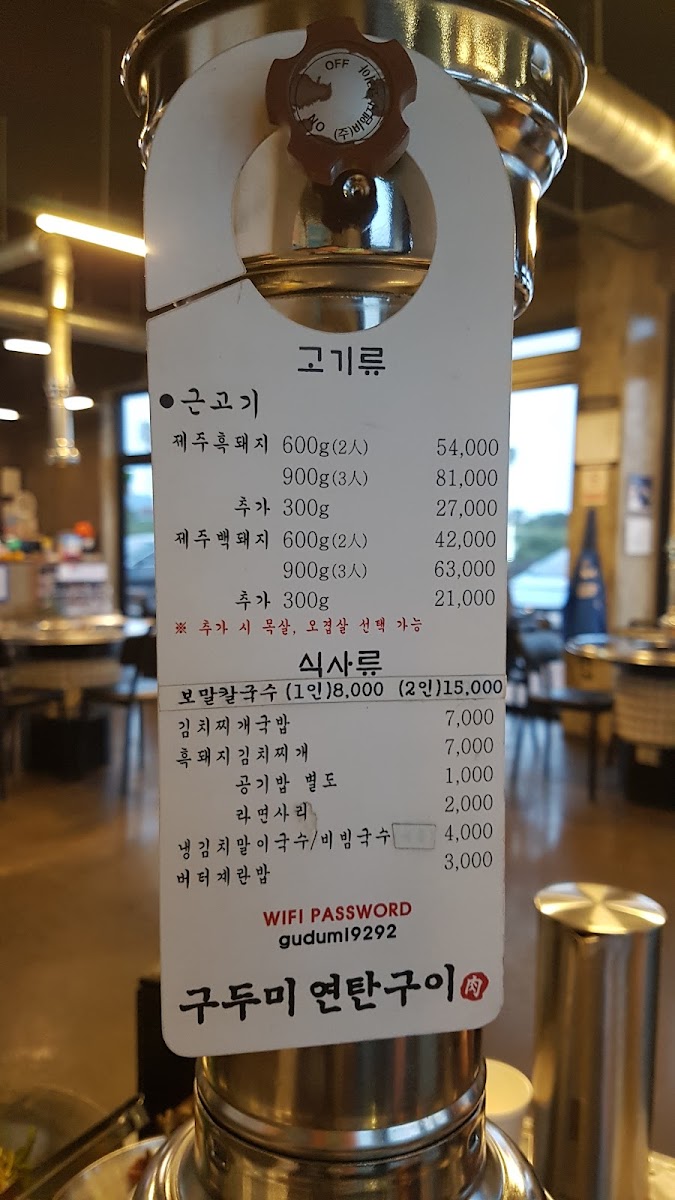 OFF
ON
(주)비엠
고기류
●근고기
제주흑돼지 600g(2人) 54,000
900g(3人) 81,000
추가 300g 27,000
제주백돼지 600g(2人) 42,000
900g(3人) 63,000
추가 300g 21,000
※ 추가 시 목살, 오겹살 선택 가능
식사류
보말칼국수 (1인)8,000 (2인)15,000
김치찌개국밥 7,000
흑돼지김치찌개 7,000
공기밥 별도 1,000
라면사리 2,000
냉김치말이국수/비빔국수 4,000
버터계란밥 3,000
WIFI PASSWORD
gudumi9292
구두미 연탄구이 肉